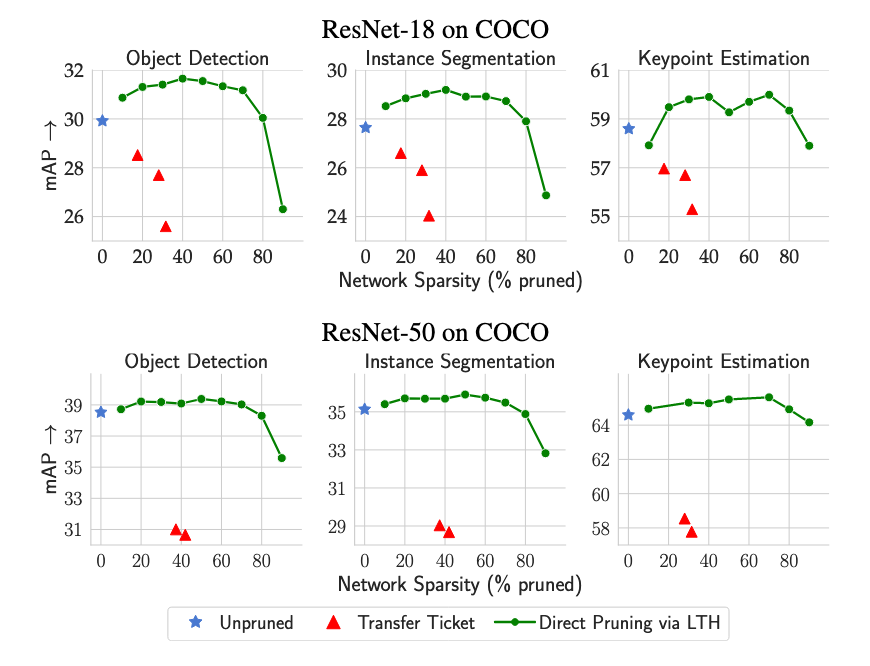 ResNet-18 on COCO
Object Detection Instance Segmentation Keypoint Estimation
32 30 61
30 28 59
28 26 57
26 24 55
mAP →
0 20 40 60 80 0 20 40 60 80 0 20 40 60 80
Network Sparsity (% pruned)
ResNet-50 on COCO
Object Detection Instance Segmentation Keypoint Estimation
39 35 64
37 33 62
35 31 60
33 29 58
31
mAP →
0 20 40 60 80 0 20 40 60 80 0 20 40 60 80
Network Sparsity (% pruned)
Unpruned Transfer Ticket Direct Pruning via LTH